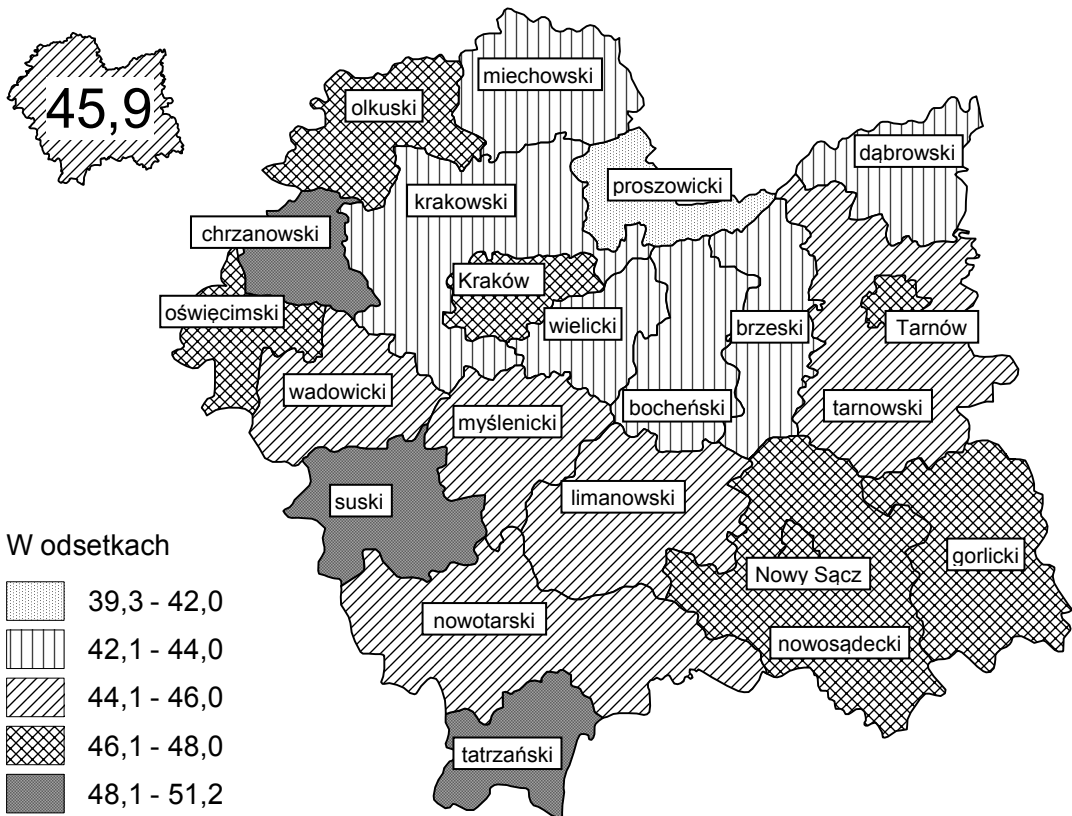 45,9
miechowski
olkuski
dąbrowski
proszowicki
krakowski
chrzanowski
Kraków
oświęcimski
wielicki
brzeski
Tarnów
wadowicki
myślenicki
bocheński
tarnowski
suski
limanowski
gorlicki
Nowy Sącz
nowotarski
nowosądecki
tatrzański
W odsetkach
39,3 - 42,0
42,1 - 44,0
44,1 - 46,0
46,1 - 48,0
48,1 - 51,2